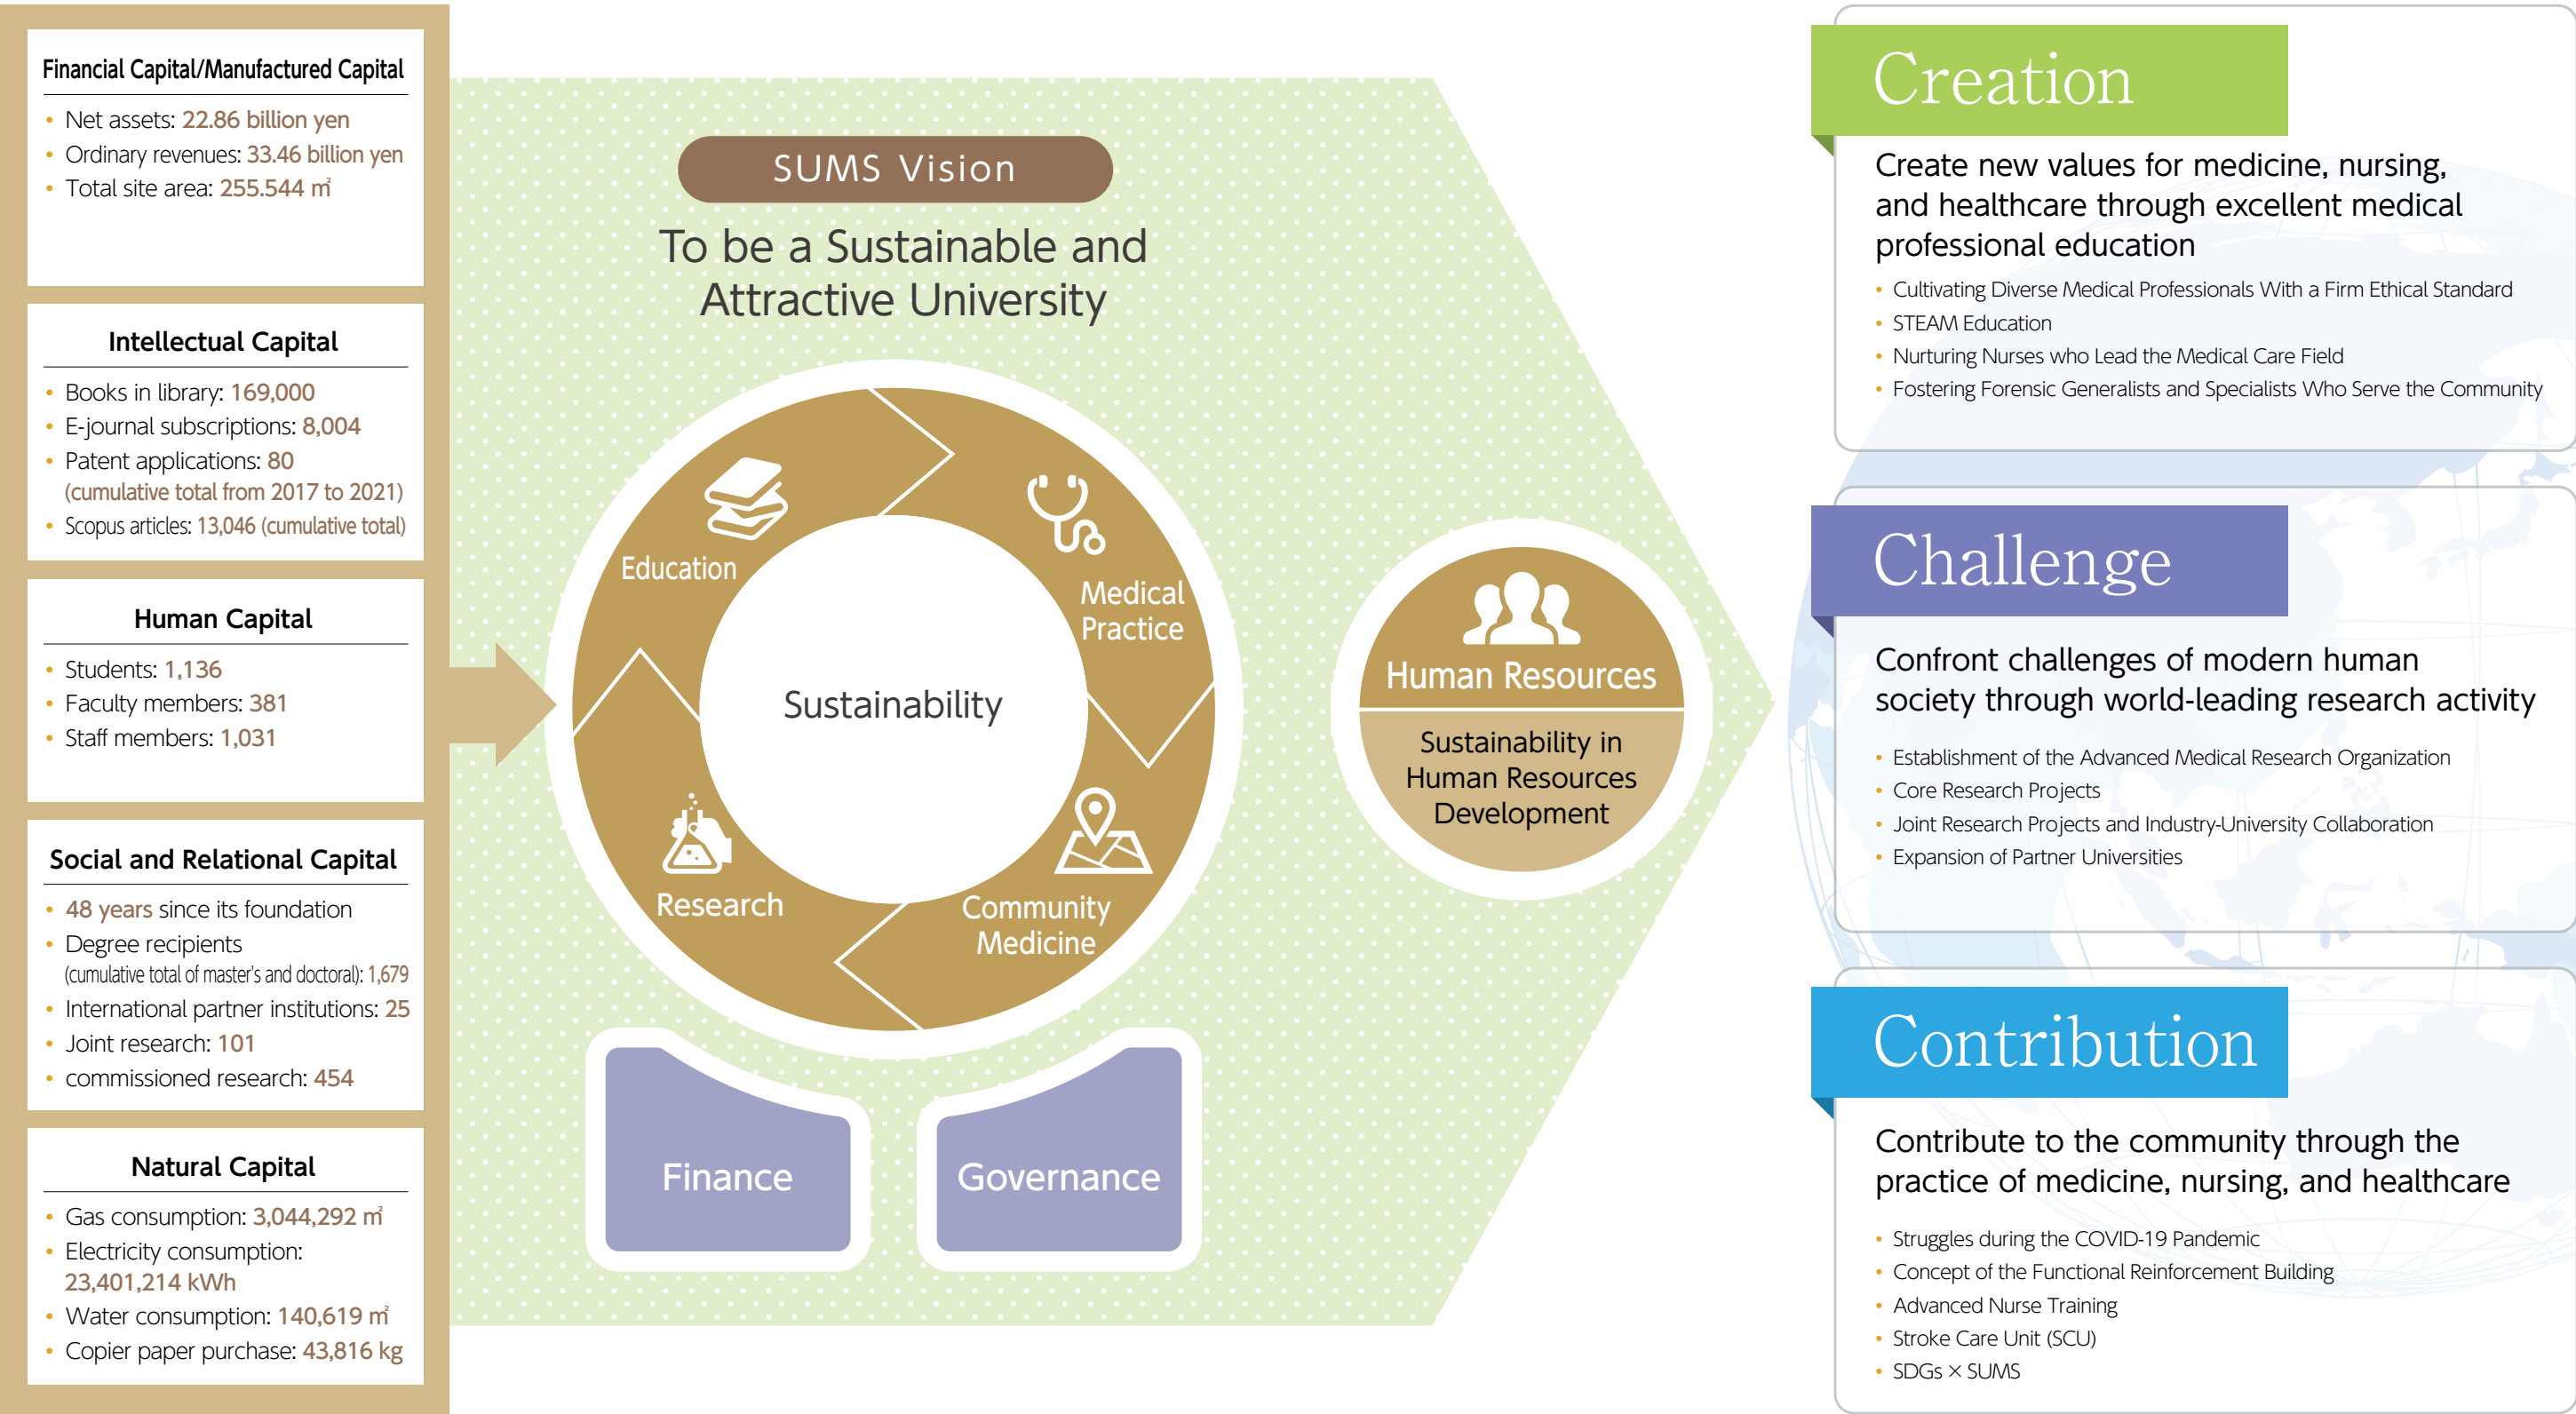 Financial Capital/Manufactured Capital
• Net assets: 22.86 billion yen
• Ordinary revenues: 33.46 billion yen
• Total site area: 255.544 ㎡
Intellectual Capital
• Books in library: 169,000
• E-journal subscriptions: 8,004
• Patent applications: 80
(cumulative total from 2017 to 2021)
• Scopus articles: 13,046 (cumulative total)
Human Capital
• Students: 1,136
• Faculty members: 381
• Staff members: 1,031
Social and Relational Capital
• 48 years since its foundation
• Degree recipients
(cumulative total of master's and doctoral): 1,679
• International partner institutions: 25
• Joint research: 101
• commissioned research: 454
Natural Capital
• Gas consumption: 3,044,292 ㎡
• Electricity consumption:
23,401,214 kWh
• Water consumption: 140,619 ㎡
• Copier paper purchase: 43,816 kg
SUMS Vision
To be a Sustainable and
Attractive University
Education
Medical
Practice
Sustainability
Research
Community
Medicine
Finance
Governance
Human Resources
Sustainability in
Human Resources
Development
Creation
Create new values for medicine, nursing,
and healthcare through excellent medical
professional education
• Cultivating Diverse Medical Professionals With a Firm Ethical Standard
• STEAM Education
• Nurturing Nurses who Lead the Medical Care Field
• Fostering Forensic Generalists and Specialists Who Serve the Community
Challenge
Confront challenges of modern human
society through world-leading research activity
• Establishment of the Advanced Medical Research Organization
• Core Research Projects
• Joint Research Projects and Industry-University Collaboration
• Expansion of Partner Universities
Contribution
Contribute to the community through the
practice of medicine, nursing, and healthcare
• Struggles during the COVID-19 Pandemic
• Concept of the Functional Reinforcement Building
• Advanced Nurse Training
• Stroke Care Unit (SCU)
• SDGs × SUMS